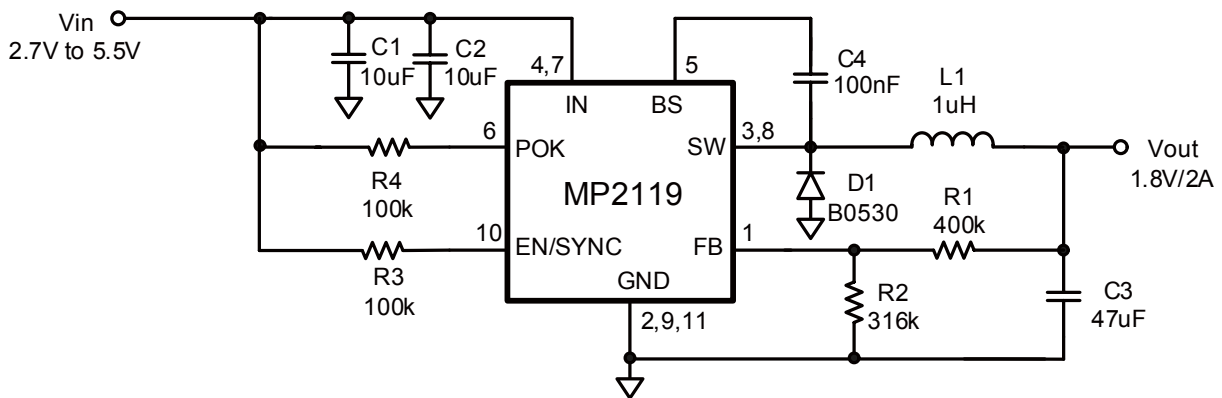 Vin
2.7V to 5.5V
C1
10uF
C2
10uF
4,7
5
C4
100nF
L1
1uH
IN
BS
6
POK
SW
3,8
R4
100k
MP2119
D1
B0530
Vout
1.8V/2A
R1
400k
10
EN/SYNC
FB
1
R3
100k
GND
2,9,11
R2
316k
C3
47uF